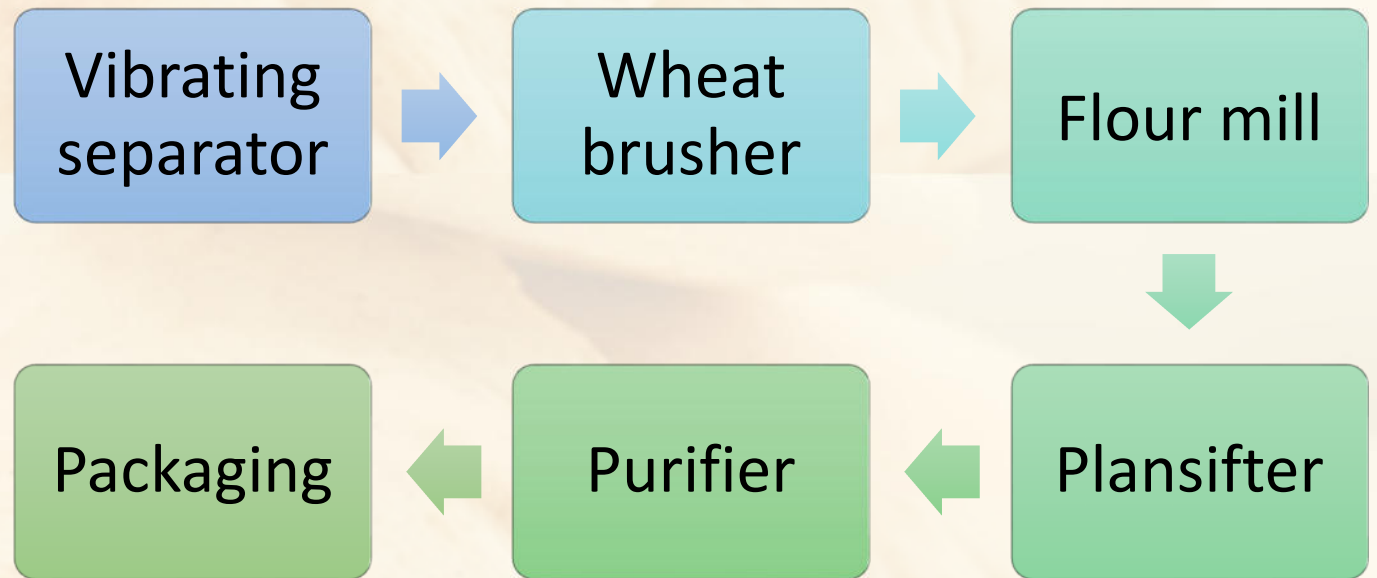 Vibrating
separator
Wheat
brusher
Flour mill
Plansifter
Purifier
Packaging